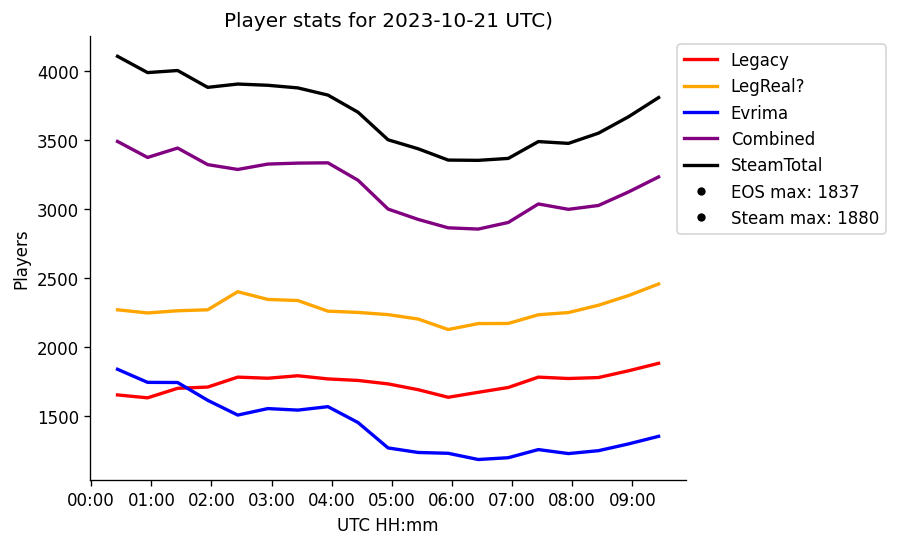 Player stats for 2023-10-21 UTC)
Legacy
LegReal?
Evrima
Combined
SteamTotal
EOS max: 1837
Steam max: 1880
Players
4000
3500
3000
2500
2000
1500
00:00 01:00 02:00 03:00 04:00 05:00 06:00 07:00 08:00 09:00
UTC HH:mm